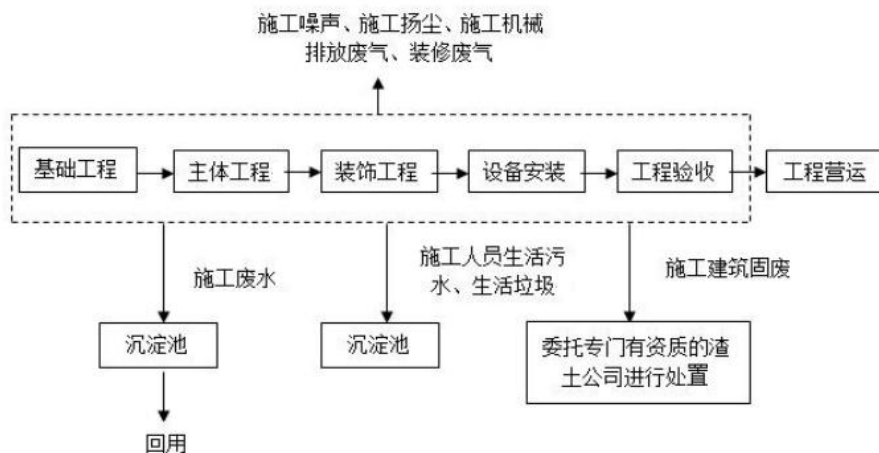 施工噪声、施工扬尘、施工机械
排放废气、装修废气
基础工程
主体工程
装饰工程
设备安装
工程验收
工程营运
施工废水
施工人员生活污
水、生活垃圾
施工建筑固废
沉淀池
沉淀池
委托专门有资质的渣
土公司进行处置
回用